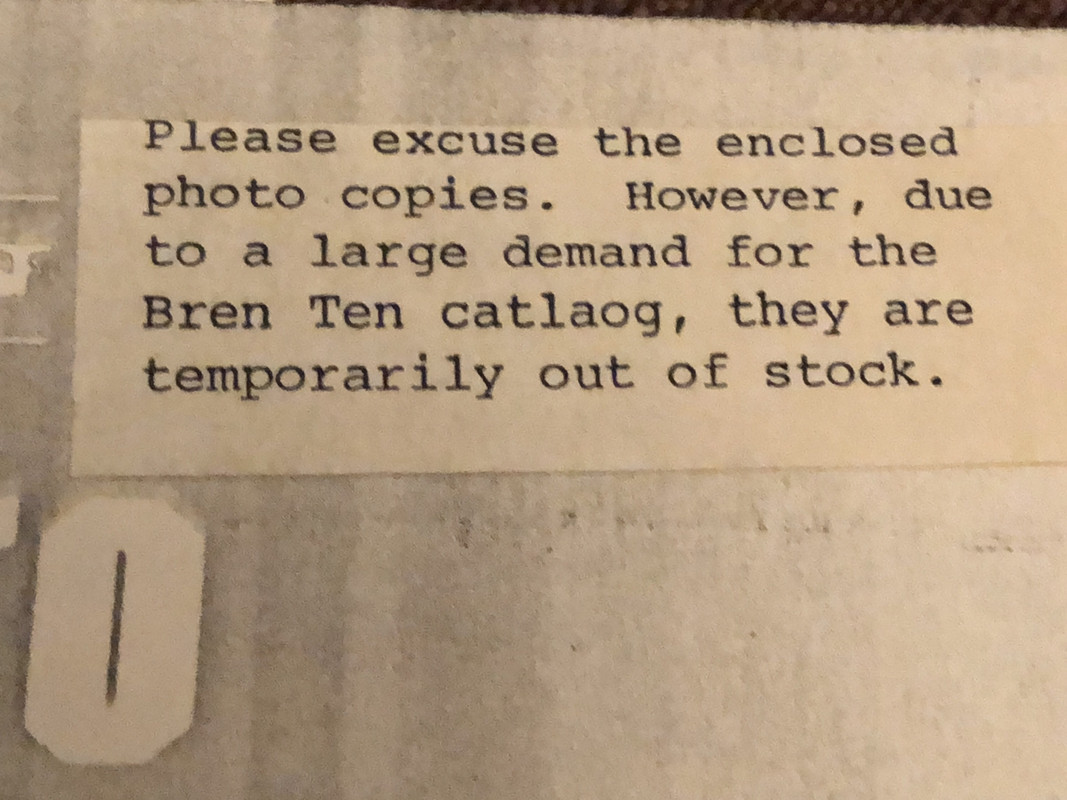 Please excuse the enclosed
photo copies.  However, due
to a large demand for the
Bren Ten catlaog, they are
temporarily out of stock.